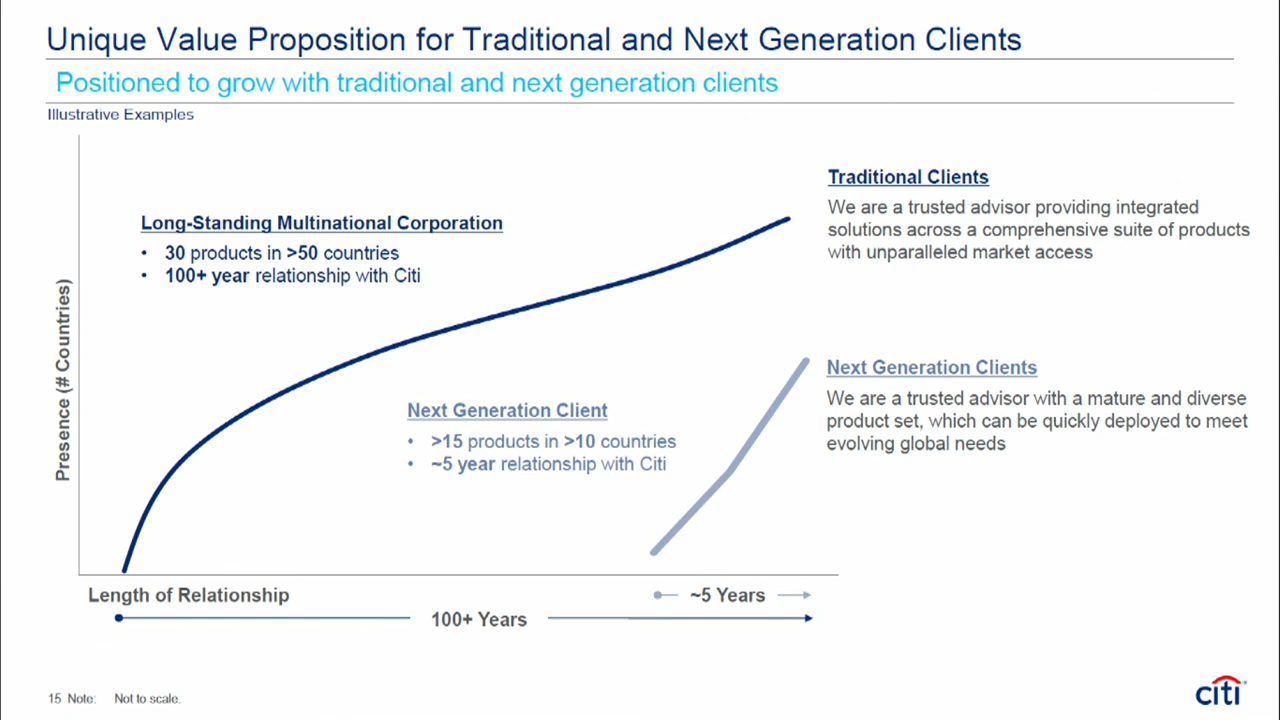 Unique Value Proposition for Traditional and Next Generation Clients
Positioned to grow with traditional and next generation clients
Illustrative Examples
Presence (# Countries)
Long-Standing Multinational Corporation
• 30 products in >50 countries
• 100+ year relationship with Citi
Next Generation Client
• >15 products in >10 countries
• ~5 year relationship with Citi
Traditional Clients
We are a trusted advisor providing integrated
solutions across a comprehensive suite of products
with unparalleled market access
Next Generation Clients
We are a trusted advisor with a mature and diverse
product set, which can be quickly deployed to meet
evolving global needs
Length of Relationship
~5 Years
100+ Years
15 Note: Not to scale.
citi